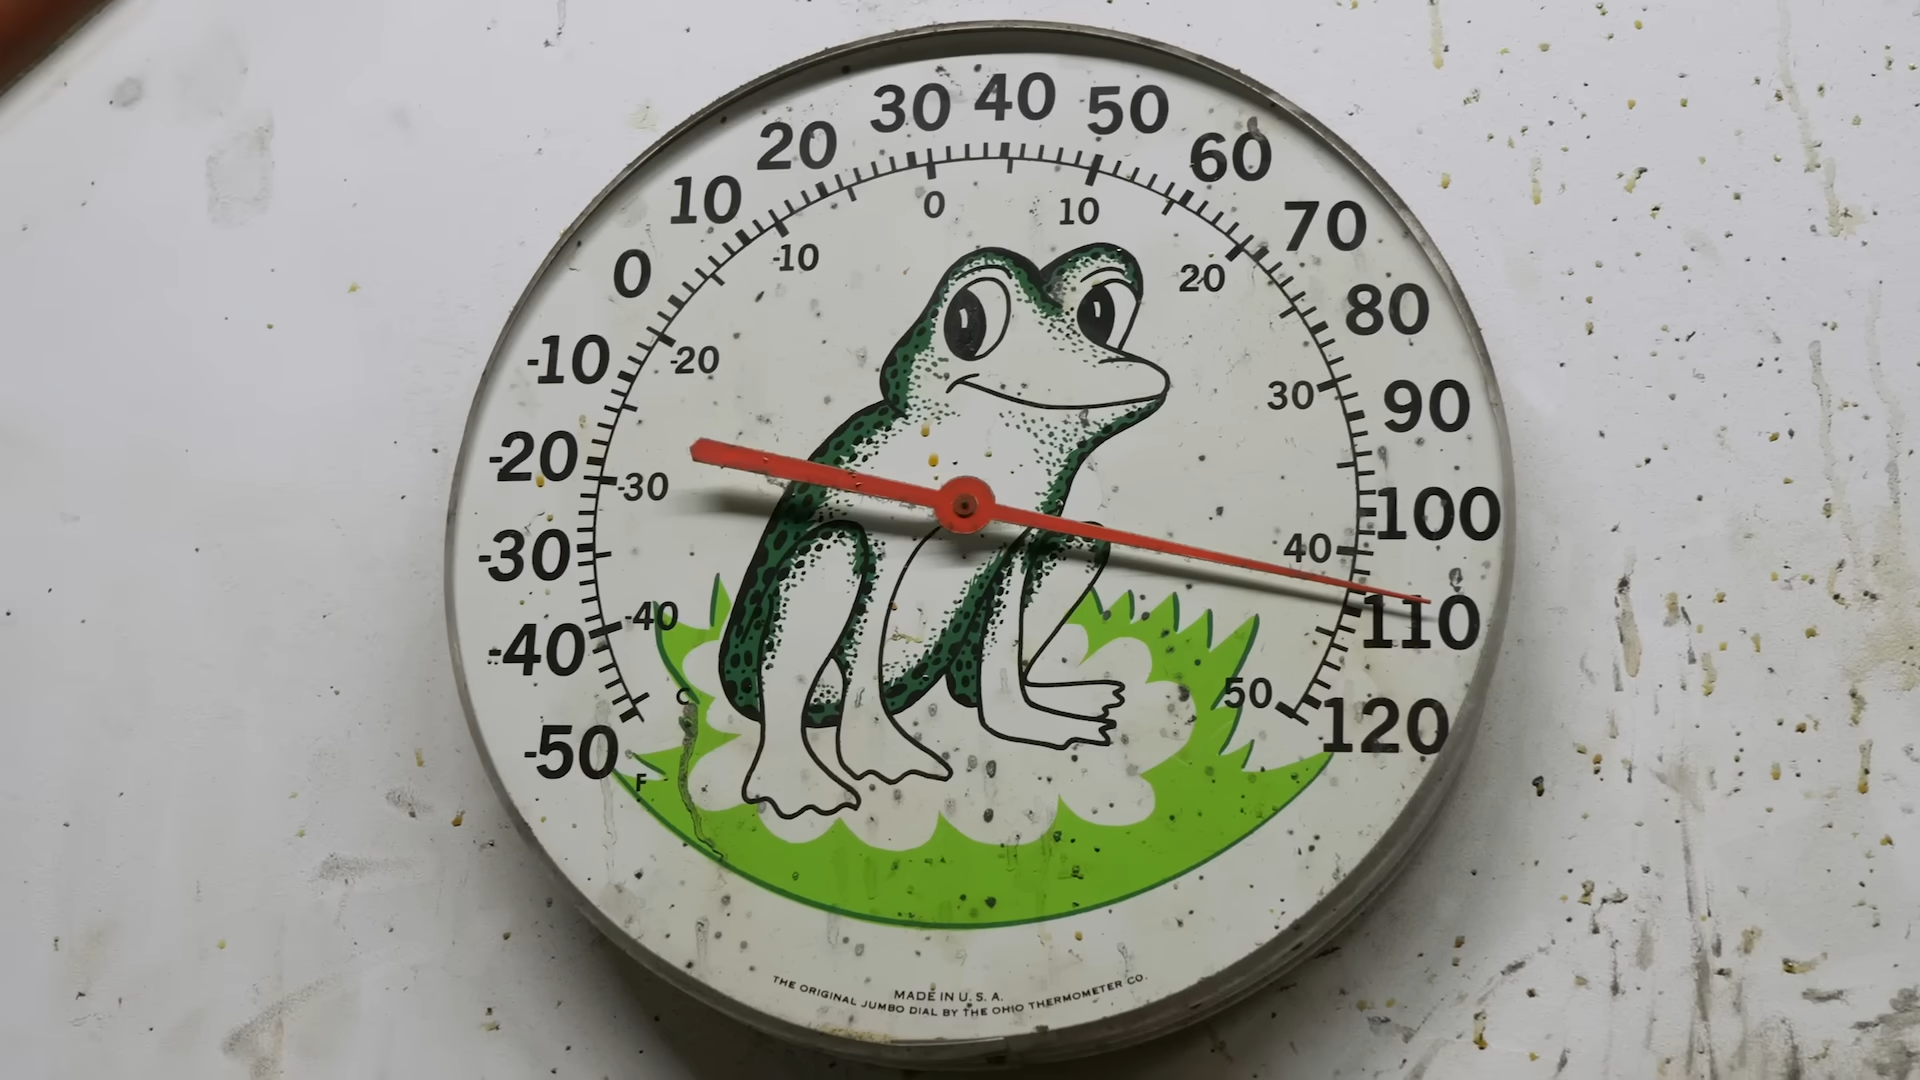 -50 -40 -30 -20 -10 0 10 20 30 40 50 60 70 80 90 100 110 120
-40 -30 -20 -10 0 10 20 30 40 50
C
F
MADE IN U.S.A.
THE ORIGINAL JUMBO DIAL BY THE OHIO THERMOMETER CO.